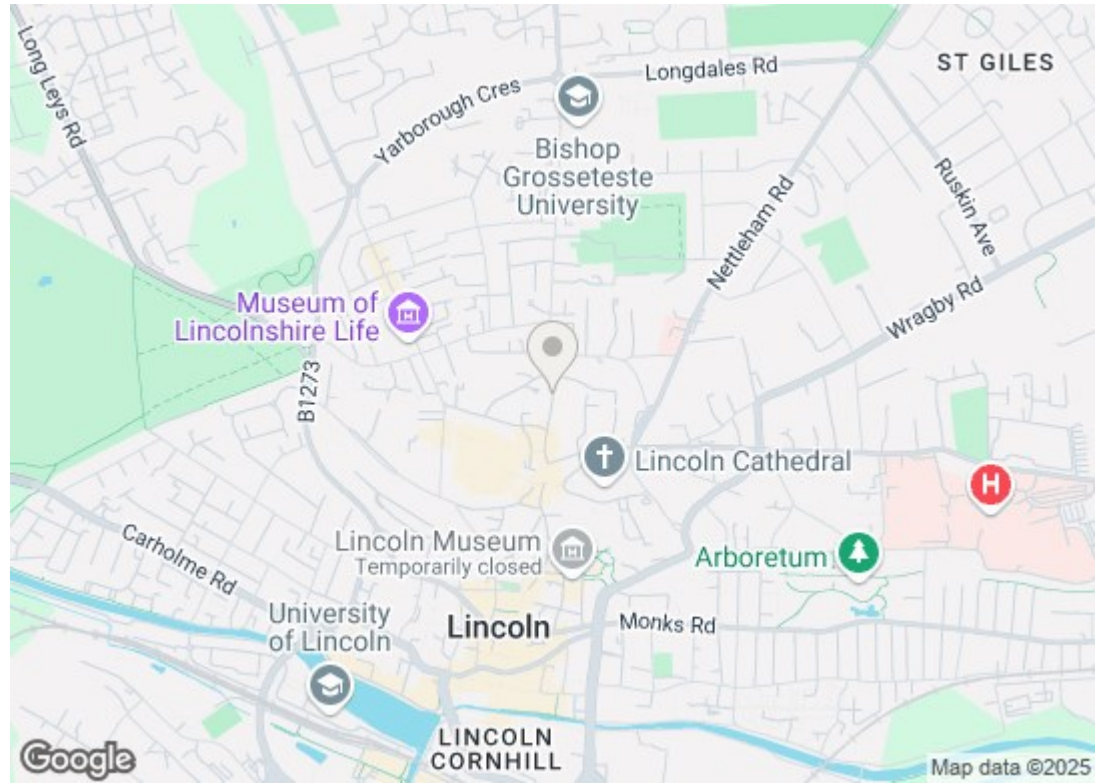 Long Leys Rd
Yarborough Cres
Longdales Rd
ST GILES
Bishop
Grosseteste
University
Nettleham Rd
Ruskin Ave
Wragby Rd
Museum of
Lincolnshire Life
B1273
Lincoln Cathedral
H
Carholme Rd
Lincoln Museum
Temporarily closed
Arboretum
University
of Lincoln
Lincoln
Monks Rd
LINCOLN
CORNHILL
Google
Map data ©2025